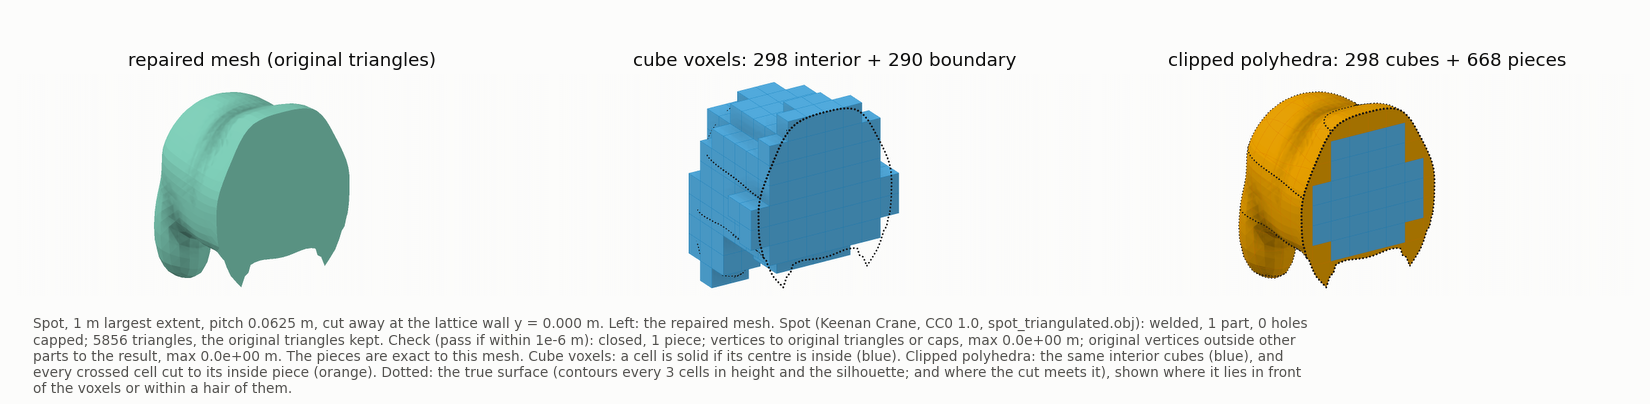 repaired mesh (original triangles)
cube voxels: 298 interior + 290 boundary
clipped polyhedra: 298 cubes + 668 pieces
Spot, 1 m largest extent, pitch 0.0625 m, cut away at the lattice wall y = 0.000 m. Left: the repaired mesh. Spot (Keenan Crane, CC0 1.0, spot_triangulated.obj): welded, 1 part, 0 holes
capped; 5856 triangles, the original triangles kept. Check (pass if within 1e-6 m): closed, 1 piece; vertices to original triangles or caps, max 0.0e+00 m; original vertices outside other
parts to the result, max 0.0e+00 m. The pieces are exact to this mesh. Cube voxels: a cell is solid if its centre is inside (blue). Clipped polyhedra: the same interior cubes (blue), and
every crossed cell cut to its inside piece (orange). Dotted: the true surface (contours every 3 cells in height and the silhouette; and where the cut meets it), shown where it lies in front
of the voxels or within a hair of them.